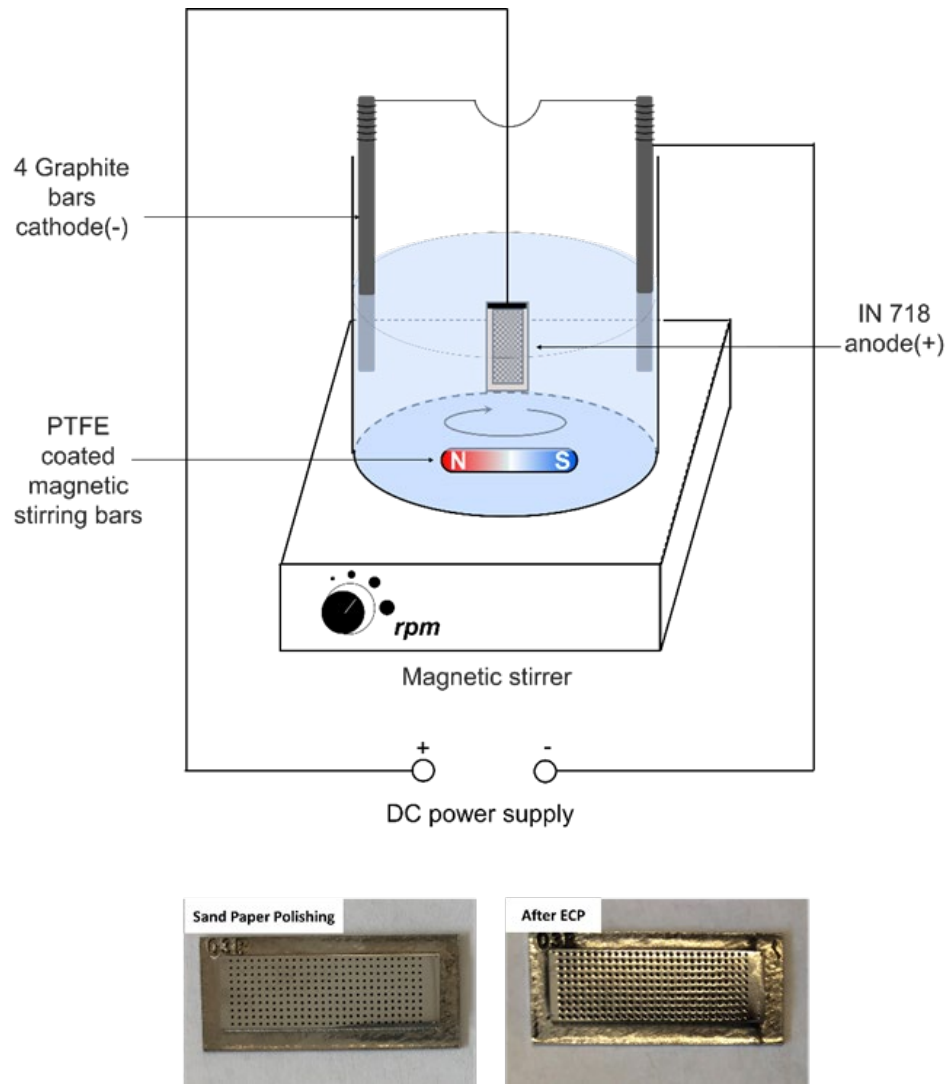 4 Graphite
bars
cathode(-)
IN 718
anode(+)
PTFE
coated
magnetic
stirring bars
N S
rpm
Magnetic stirrer
+ -
DC power supply
Sand Paper Polishing
After ECP